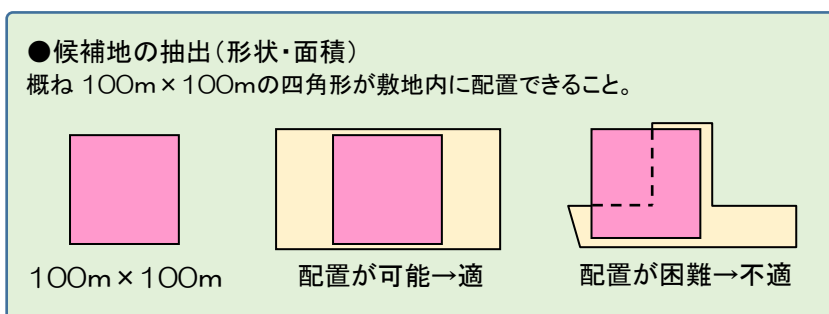 ●候補地の抽出（形状・面積）
概ね 100m×100mの四角形が敷地内に配置できること。
100m×100m
配置が可能→適
配置が困難→不適